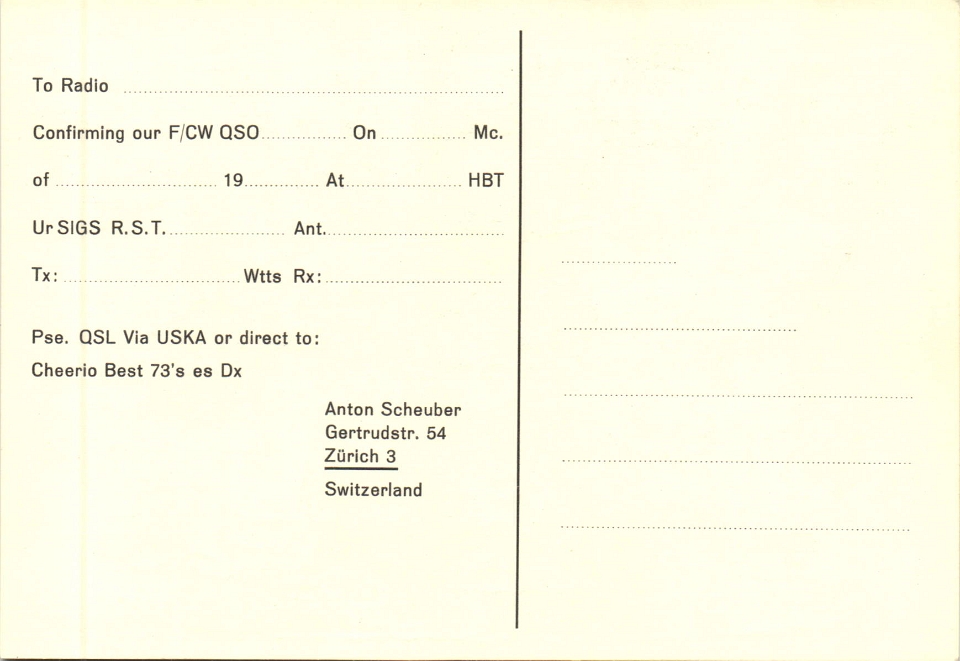 To Radio
Confirming our F/CW QSO............... On ............... Mc.
of ............... 19............... At............... HBT
Ur SIGS R.S.T................ Ant................
Tx: ............... Wtts Rx:...............
Pse. QSL Via USKA or direct to:
Cheerio Best 73's es Dx
Anton Scheuber
Gertrudstr. 54
Zürich 3
Switzerland